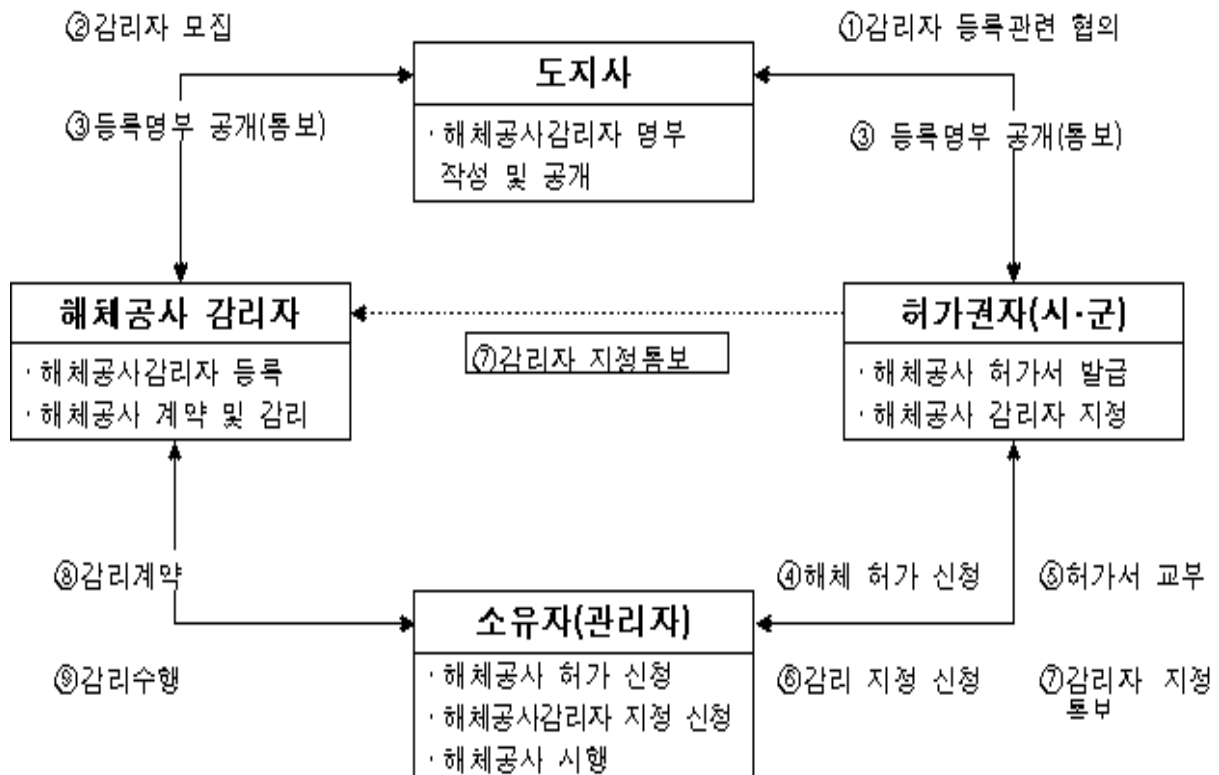 ②감리자 모집
①감리자 등록관련 협의
도지사
③등록명부 공개(통보)
· 해체공사감리자 명부
작성 및 공개
③ 등록명부 공개(통보)
해체공사 감리자
허가권자(시·군)
⑦감리자 지정통보
· 해체공사감리자 등록
· 해체공사 계약 및 감리
· 해체공사 허가서 발급
· 해체공사 감리자 지정
⑧감리계약
④해체 허가 신청
⑤허가서 교부
소유자(관리자)
⑨감리수행
· 해체공사 허가 신청
· 해체공사감리자 지정 신청
· 해체공사 시행
⑥감리 지정 신청
⑦감리자 지정
통보